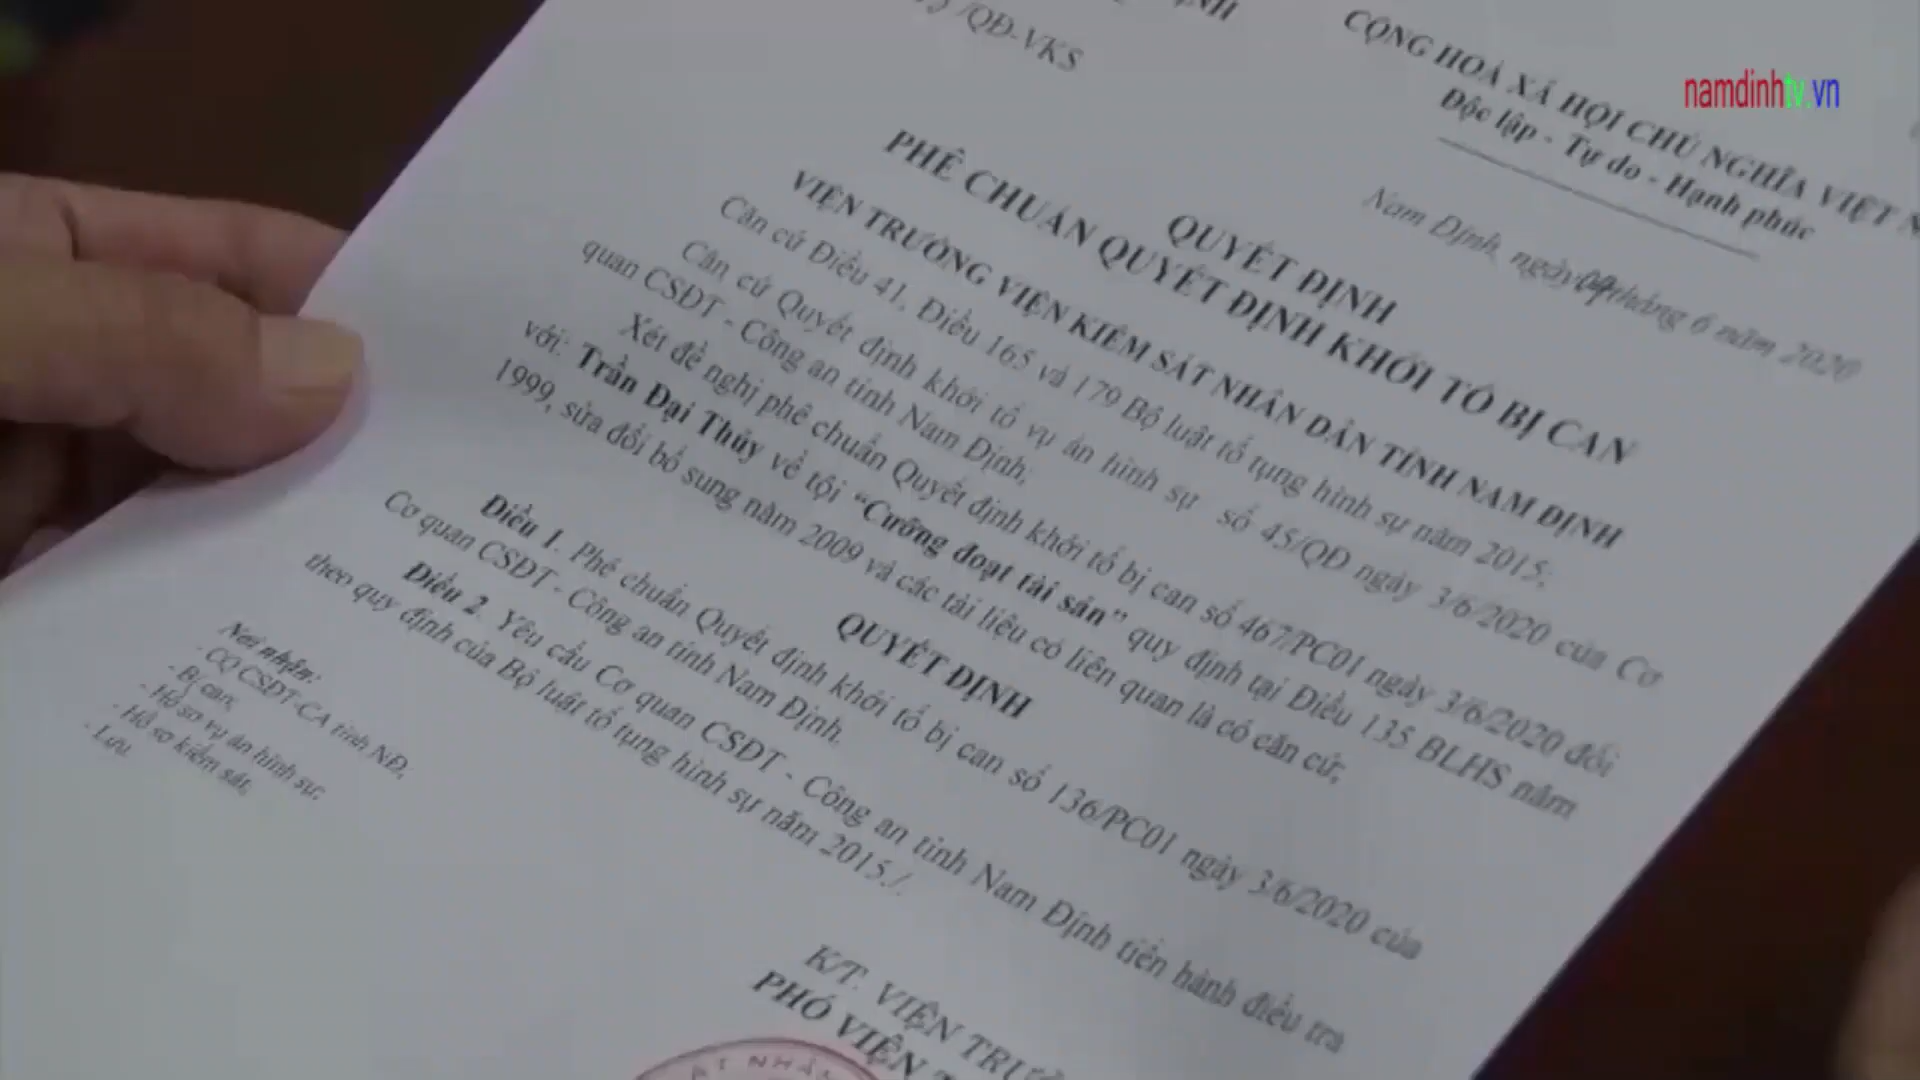 /QĐ-VKS
CỘNG HOÀ XÃ HỘI CHỦ NGHĨA VIỆT
Độc lập - Tự do - Hạnh phúc
namdinhtv.vn
Nam Định, ngày tháng 6 năm 2020
QUYẾT ĐỊNH
PHÊ CHUẨN QUYẾT ĐỊNH KHỞI TỐ BỊ CAN
VIỆN TRƯỞNG VIỆN KIỂM SÁT NHÂN DÂN TỈNH NAM ĐỊNH
Căn cứ Điều 41, Điều 165 và 179 Bộ luật tố tụng hình sự năm 2015;
Căn cứ Quyết định khởi tố vụ án hình sự số 45/QĐ ngày 3/6/2020 của Cơ
quan CSĐT - Công an tỉnh Nam Định;
Xét đề nghị phê chuẩn Quyết định khởi tố bị can số 467/PC01 ngày 3/6/2020 đối
với: Trần Đại Thủy về tội “Cưỡng đoạt tài sản” quy định tại Điều 135 BLHS năm
1999, sửa đổi bổ sung năm 2009 và các tài liệu có liên quan là có căn cứ;
QUYẾT ĐỊNH
Điều 1. Phê chuẩn Quyết định khởi tố bị can số 136/PC01 ngày 3/6/2020 của
Cơ quan CSĐT - Công an tỉnh Nam Định.
Điều 2. Yêu cầu Cơ quan CSĐT - Công an tỉnh Nam Định tiến hành điều tra
theo quy định của Bộ luật tố tụng hình sự năm 2015./.
Nơi nhận:
- CQ CSĐT-CA tỉnh NĐ;
- Bị can;
- Hồ sơ vụ án hình sự;
- Hồ sơ kiểm sát;
- Lưu.
K/T. VIỆN TRƯỞ
PHÓ VIỆN
NHÂN